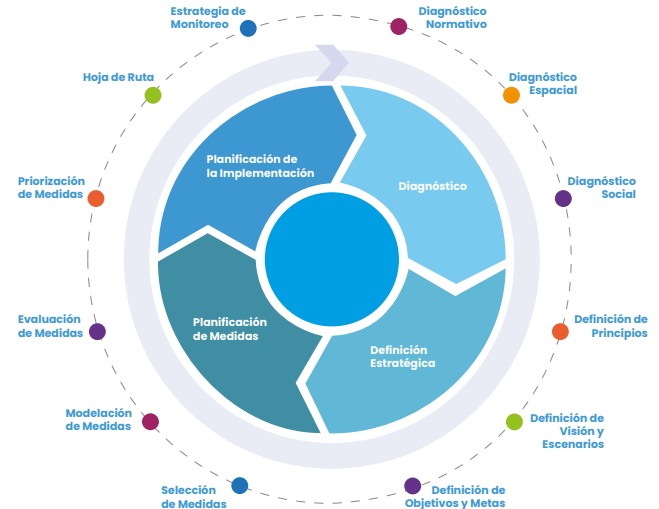 Estrategia de
Monitoreo
Diagnóstico
Normativo
Hoja de Ruta
Diagnóstico
Espacial
Planificación de
la Implementación
Diagnóstico
Priorización
de Medidas
Diagnóstico
Social
Evaluación
de Medidas
Planificación
de Medidas
Definición
Estratégica
Definición de
Principios
Modelación
de Medidas
Definición de
Visión y
Escenarios
Selección
de Medidas
Definición de
Objetivos y Metas